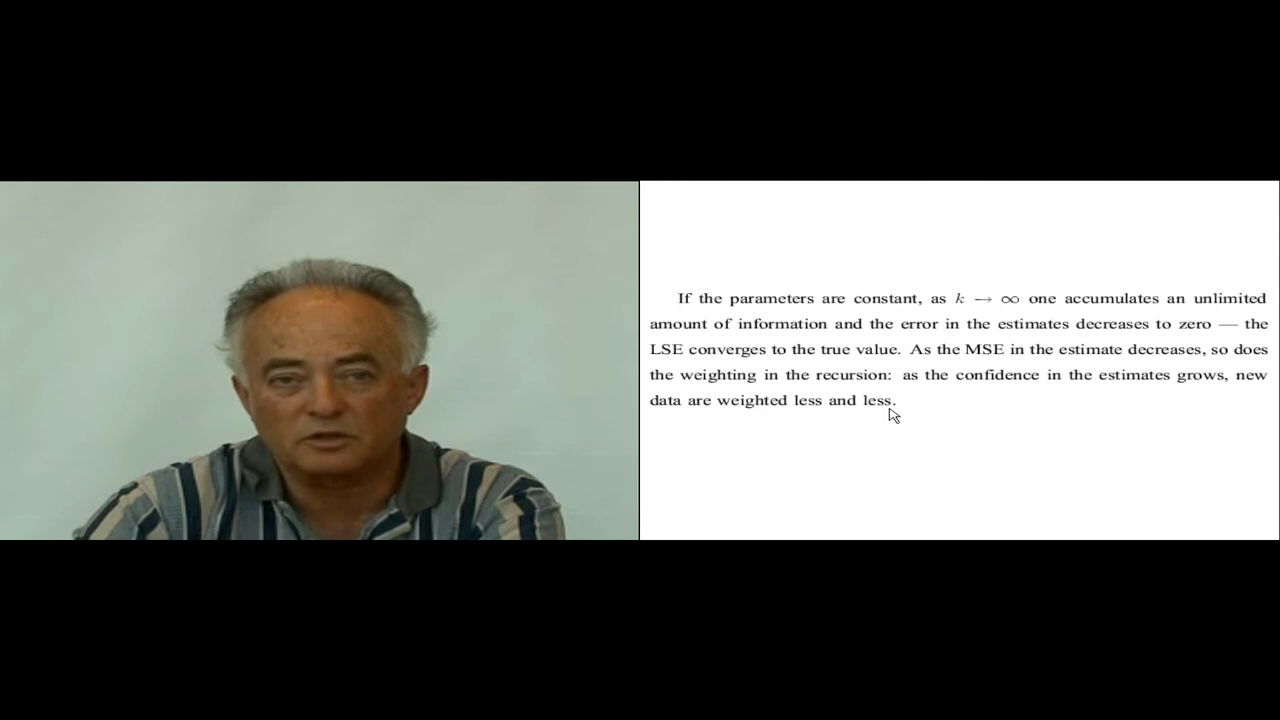 If the parameters are constant, as k → ∞ one accumulates an unlimited
amount of information and the error in the estimates decreases to zero — the
LSE converges to the true value. As the MSE in the estimate decreases, so does
the weighting in the recursion: as the confidence in the estimates grows, new
data are weighted less and less.